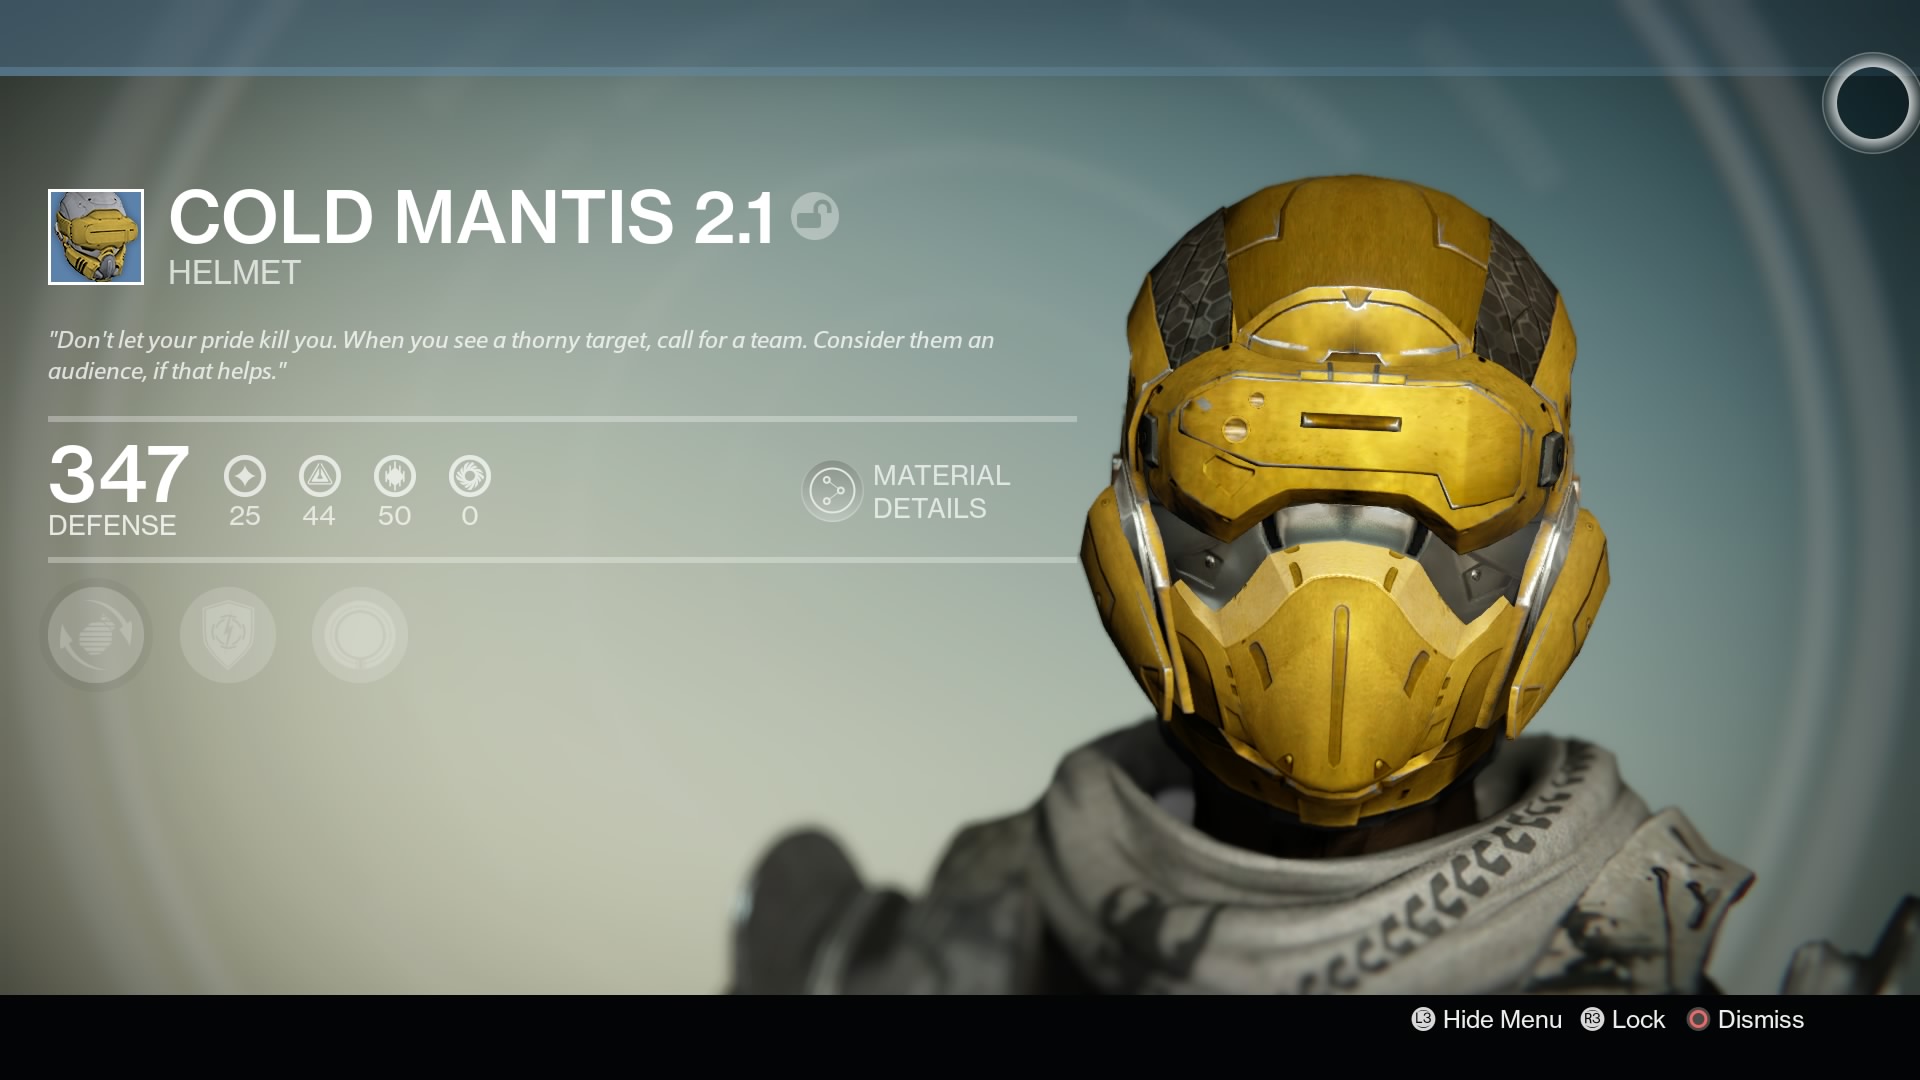 COLD MANTIS 2.1
HELMET
"Don't let your pride kill you. When you see a thorny target, call for a team. Consider them an
audience, if that helps."
347
DEFENSE
25
44
50
0
MATERIAL
DETAILS
L3 Hide Menu R3 Lock Dismiss